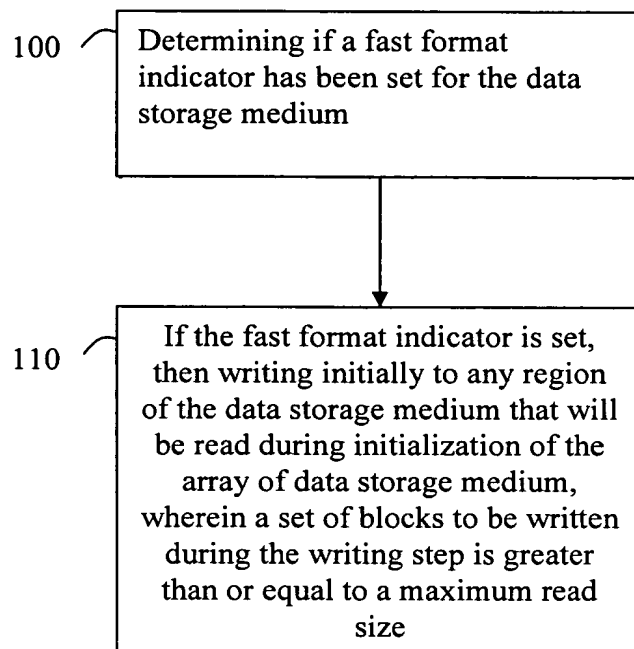 100
Determining if a fast format
indicator has been set for the data
storage medium
110
If the fast format indicator is set,
then writing initially to any region
of the data storage medium that will
be read during initialization of the
array of data storage medium,
wherein a set of blocks to be written
during the writing step is greater
than or equal to a maximum read
size